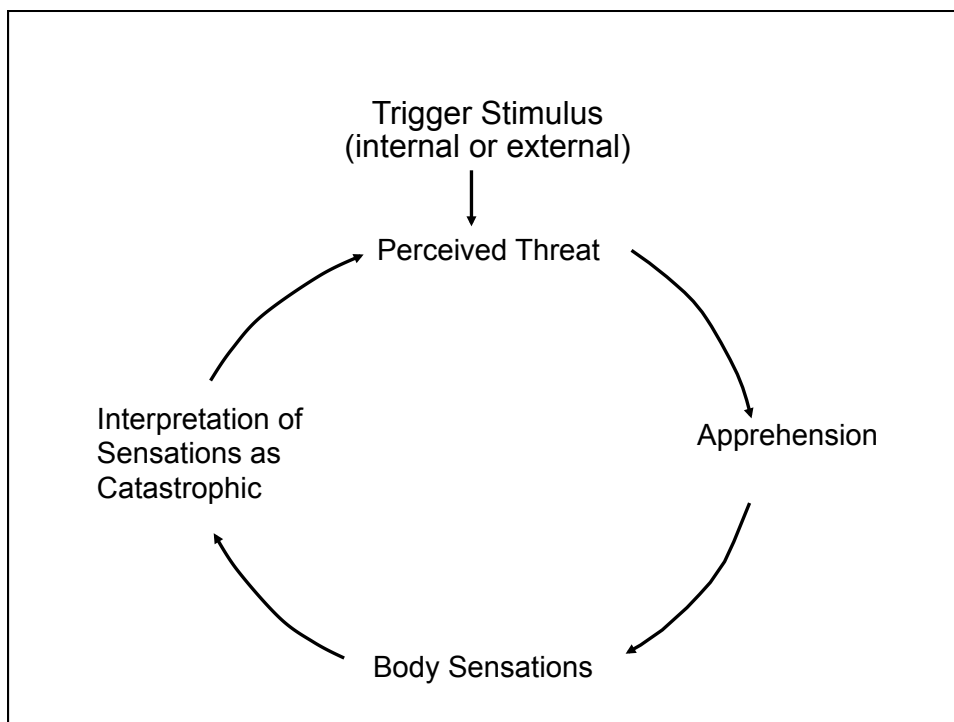 Trigger Stimulus
(internal or external)
Perceived Threat
Apprehension
Body Sensations
Interpretation of
Sensations as
Catastrophic